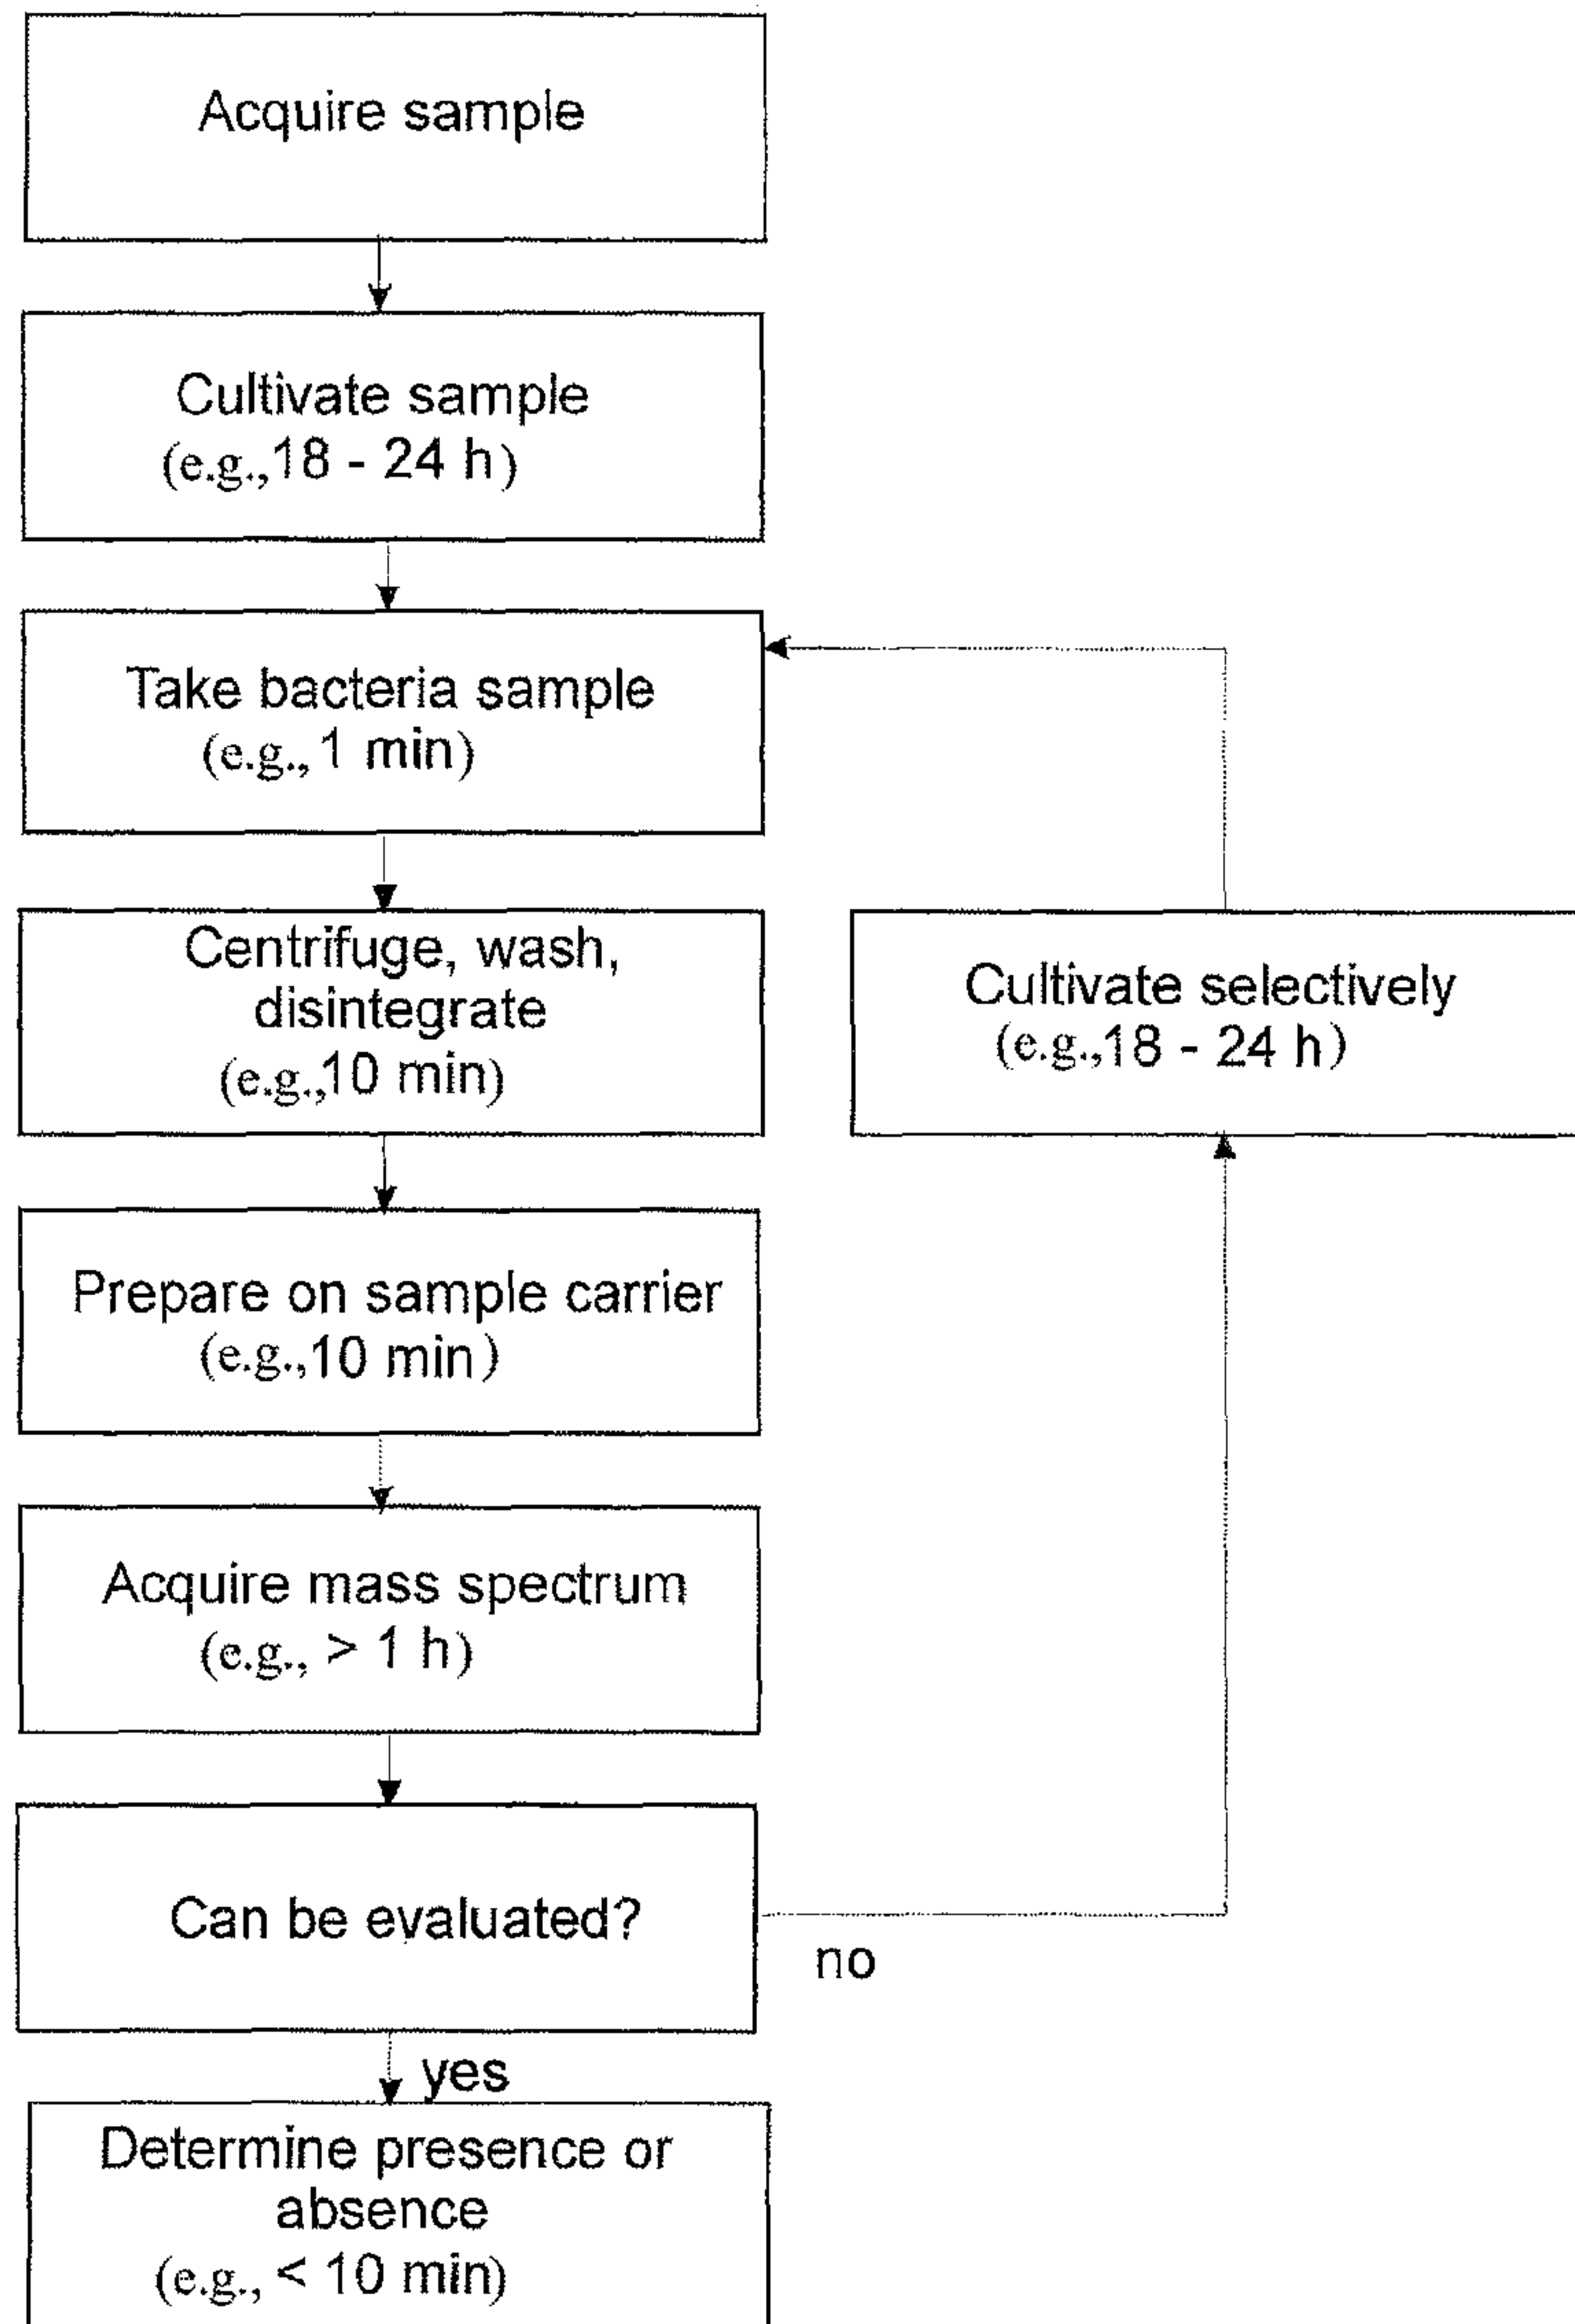 Acquire sample
Cultivate sample
(e.g.,18 - 24 h)
Take bacteria sample
(e.g., 1 min)
Centrifuge, wash,
disintegrate
(e.g.,10 min)
Cultivate selectively
(e.g.,18 - 24 h)
Prepare on sample carrier
(e.g.,10 min)
Acquire mass spectrum
(e.g., > 1 h)
Can be evaluated?
no
yes
Determine presence or
absence
(e.g., < 10 min)